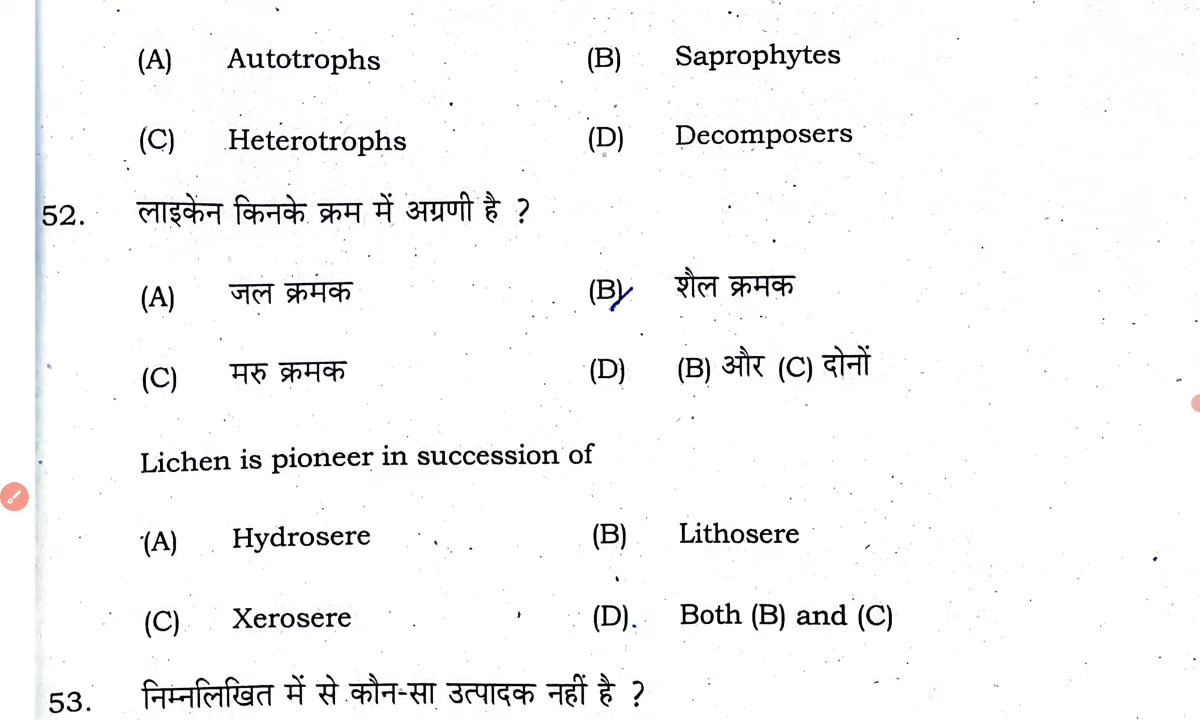 (A) Autotrophs (B) Saprophytes
(C) Heterotrophs (D) Decomposers
52. लाइकेन किनके क्रम में अग्रणी है ?
(A) जल क्रमक (B) शैल क्रमक
(C) मरु क्रमक (D) (B) और (C) दोनों
Lichen is pioneer in succession of
(A) Hydrosere (B) Lithosere
(C) Xerosere (D) Both (B) and (C)
53. निम्नलिखित में से कौन-सा उत्पादक नहीं है ?